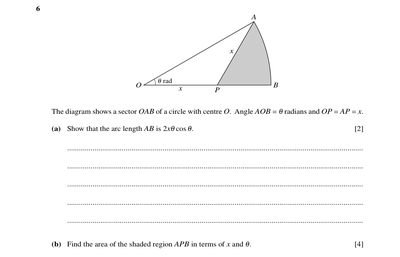 6
A
x
θ rad
O
x
P
B
The diagram shows a sector OAB of a circle with centre O. Angle AOB = θ radians and OP = AP = x.
(a) Show that the arc length AB is 2xθ cos θ. [2]
(b) Find the area of the shaded region APB in terms of x and θ. [4]